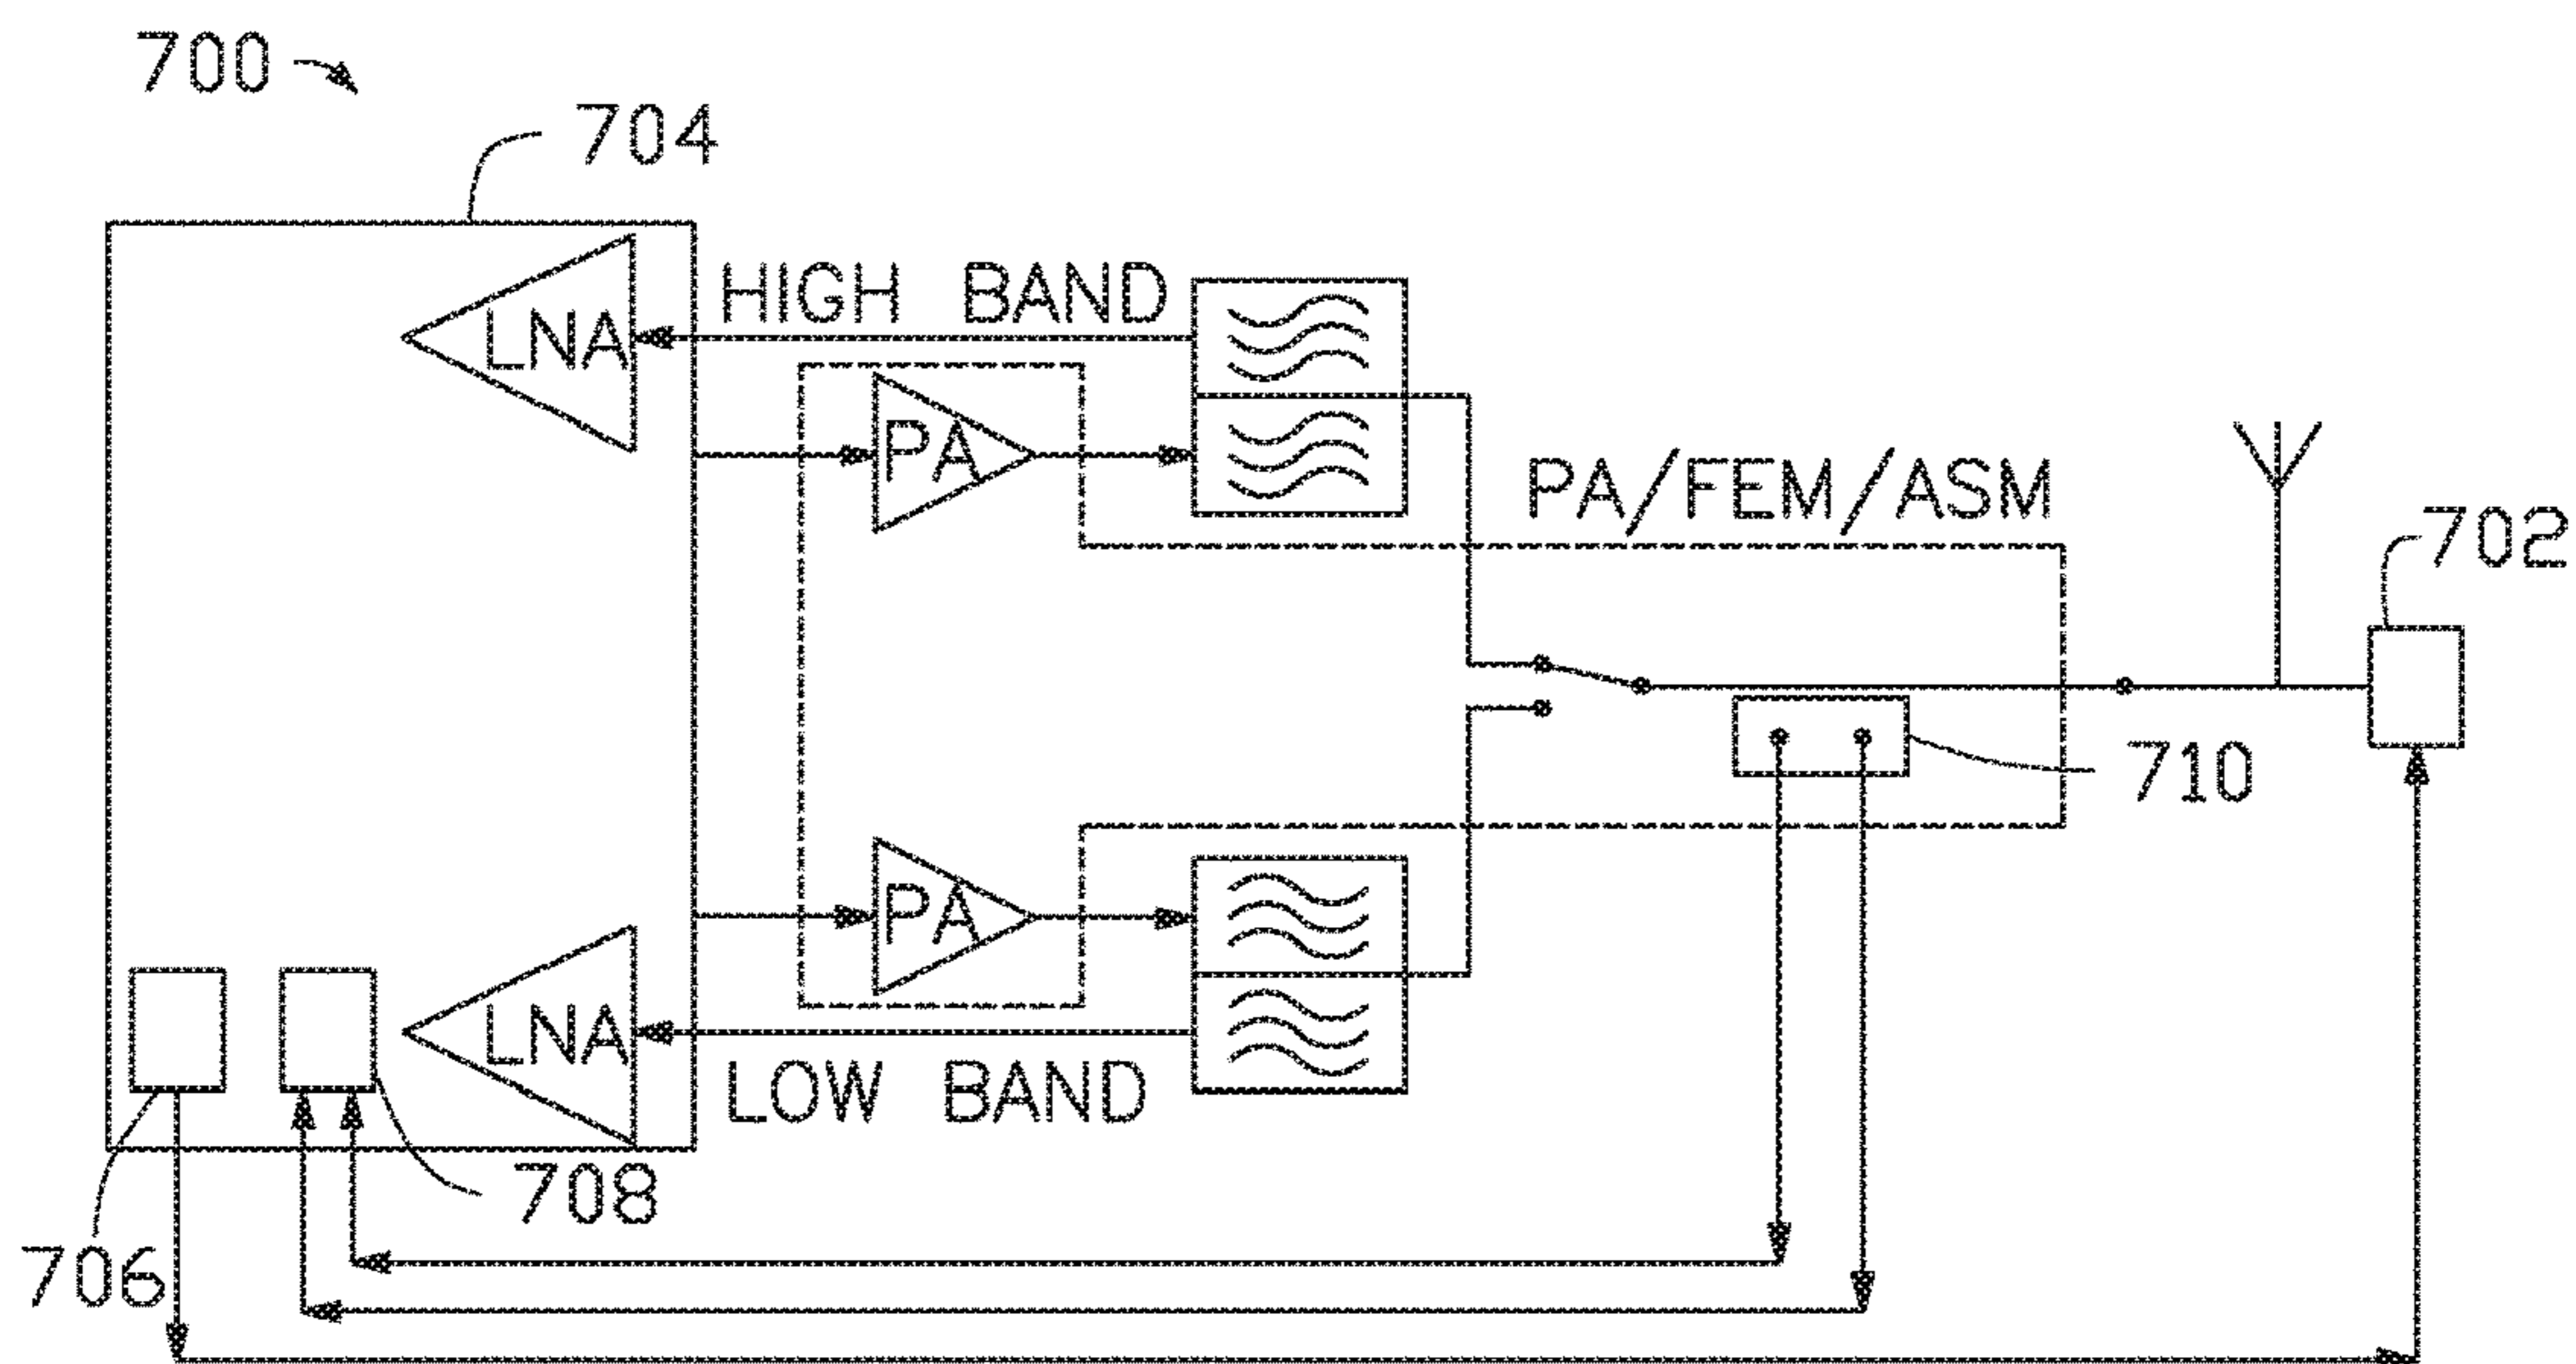 700
704
LNA
HIGH BAND
PA
PA/FEM/ASM
702
710
PA
LNA
LOW BAND
708
706